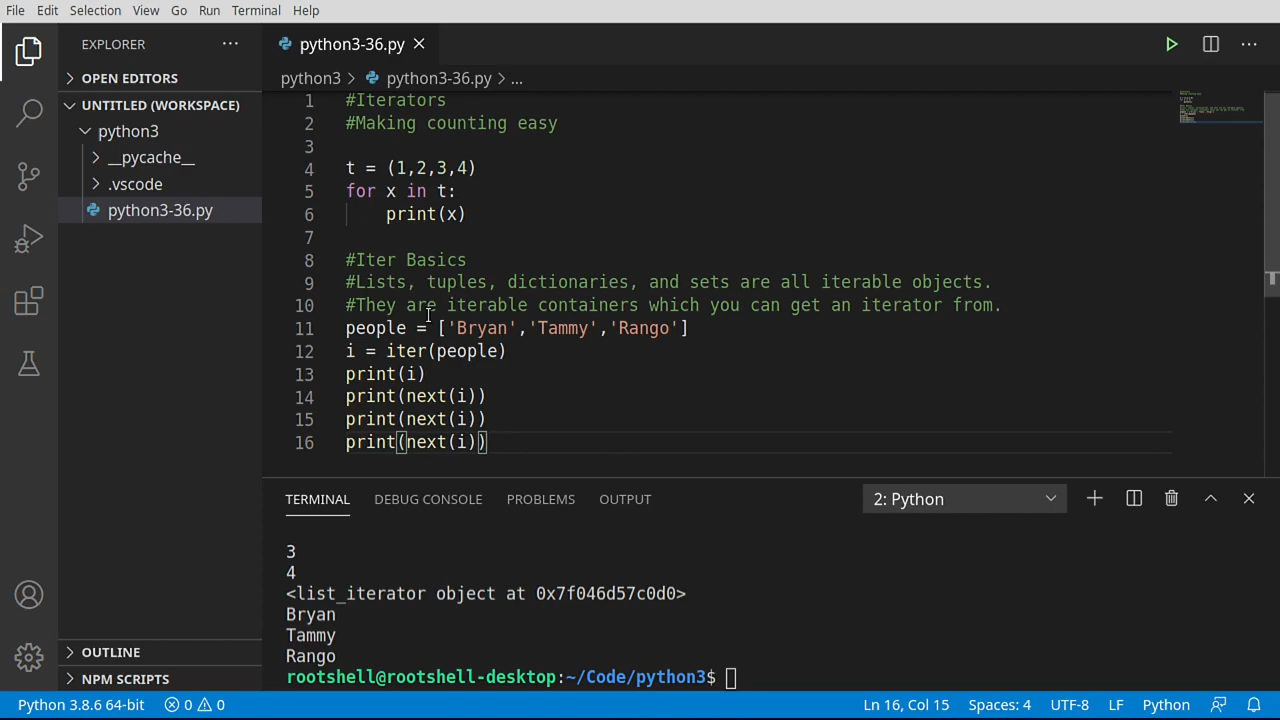 File Edit Selection View Go Run Terminal Help
EXPLORER
OPEN EDITORS
UNTITLED (WORKSPACE)
python3
__pycache__
.vscode
python3-36.py
OUTLINE
NPM SCRIPTS
python3-36.py
python3 > python3-36.py > ...
1 #Iterators
2 #Making counting easy
3
4 t = (1,2,3,4)
5 for x in t:
6     print(x)
7
8 #Iter Basics
9 #Lists, tuples, dictionaries, and sets are all iterable objects.
10 #They are iterable containers which you can get an iterator from.
11 people = ['Bryan','Tammy','Rango']
12 i = iter(people)
13 print(i)
14 print(next(i))
15 print(next(i))
16 print(next(i))
TERMINAL DEBUG CONSOLE PROBLEMS OUTPUT 2: Python
3
4
<list_iterator object at 0x7f046d57c0d0>
Bryan
Tammy
Rango
rootshell@rootshell-desktop:~/Code/python3$
Python 3.8.6 64-bit 0 0 Ln 16, Col 15 Spaces: 4 UTF-8 LF Python